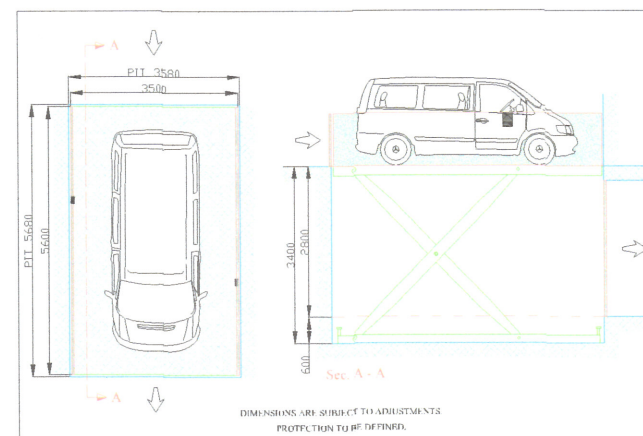 A
PIT 3580
3500
PIT 5680
5600
A
3400
2800
600
Sec. A - A
DIMENSIONS ARE SUBJECT TO ADJUSTMENTS
PROTECTION TO BE DEFINED.